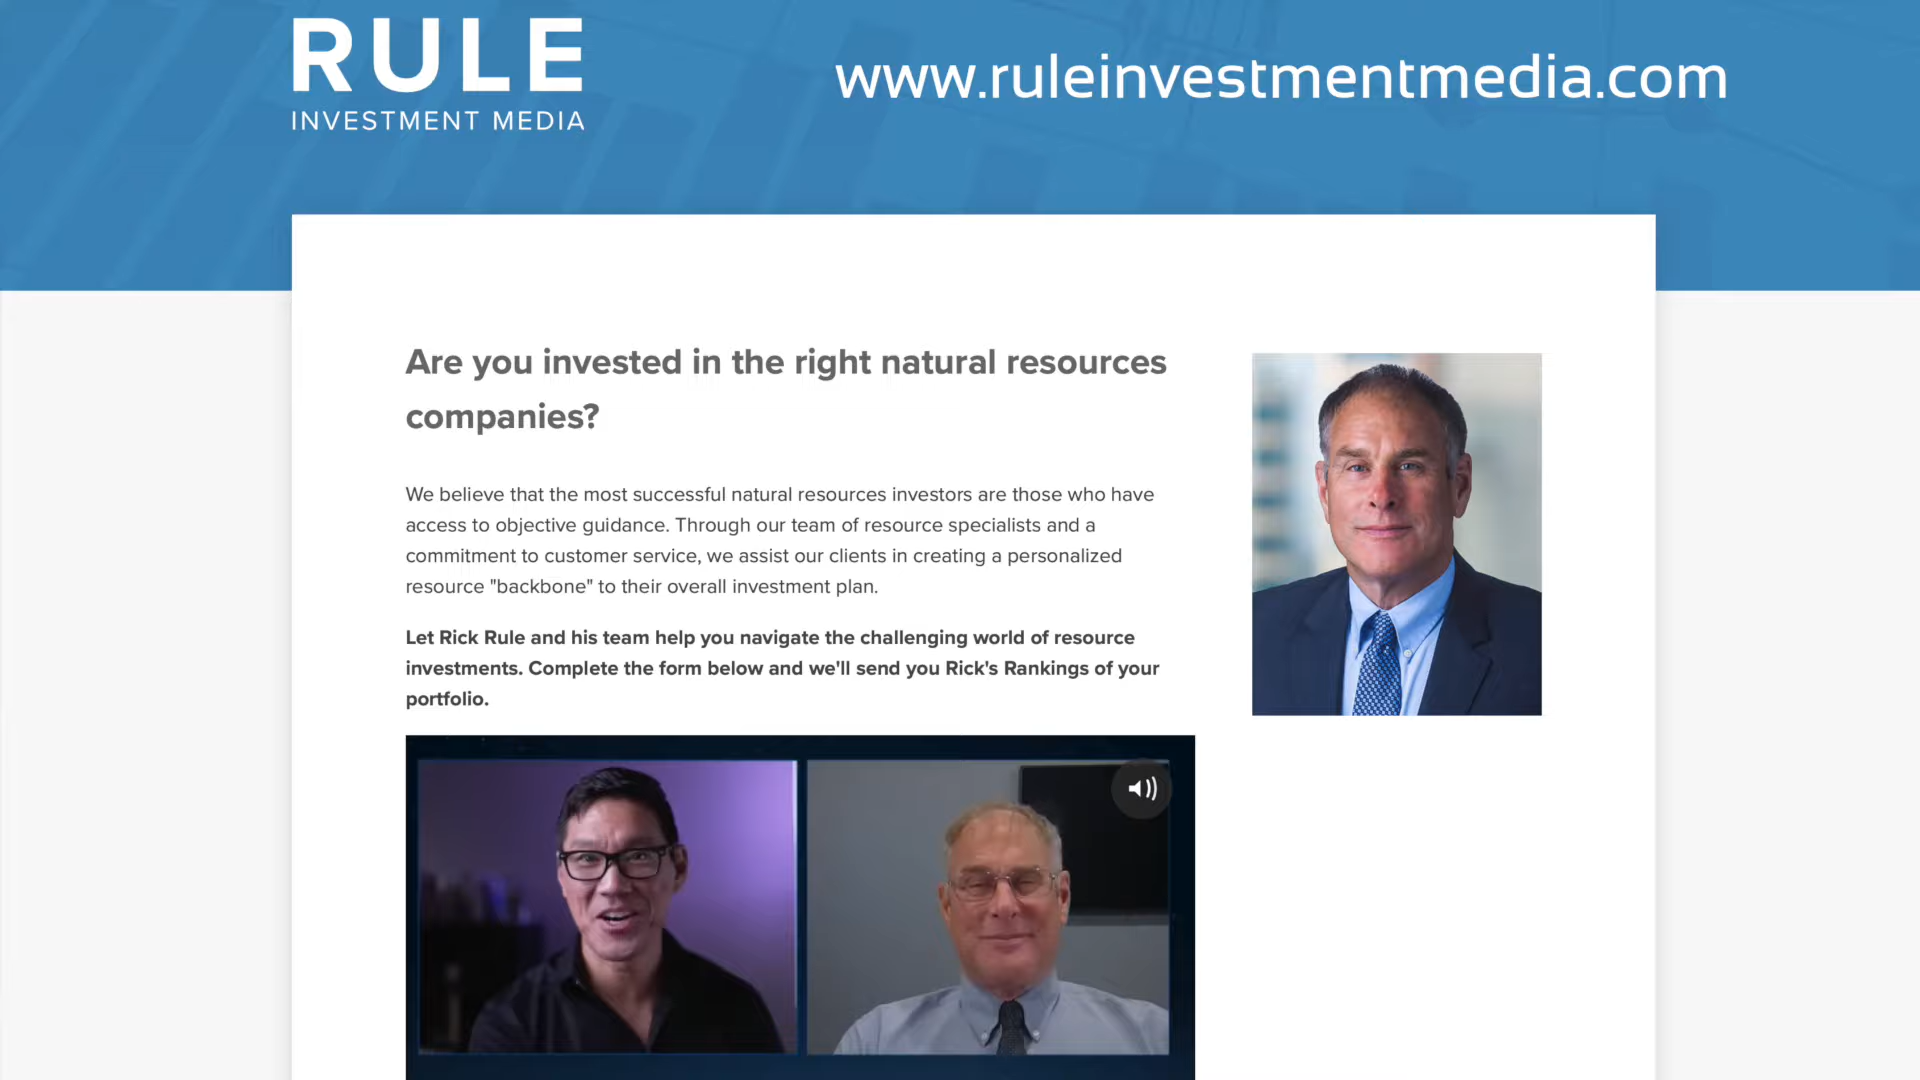 RULE
INVESTMENT MEDIA
www.ruleinvestmentmedia.com
Are you invested in the right natural resources
companies?
We believe that the most successful natural resources investors are those who have
access to objective guidance. Through our team of resource specialists and a
commitment to customer service, we assist our clients in creating a personalized
resource "backbone" to their overall investment plan.
Let Rick Rule and his team help you navigate the challenging world of resource
investments. Complete the form below and we'll send you Rick's Rankings of your
portfolio.